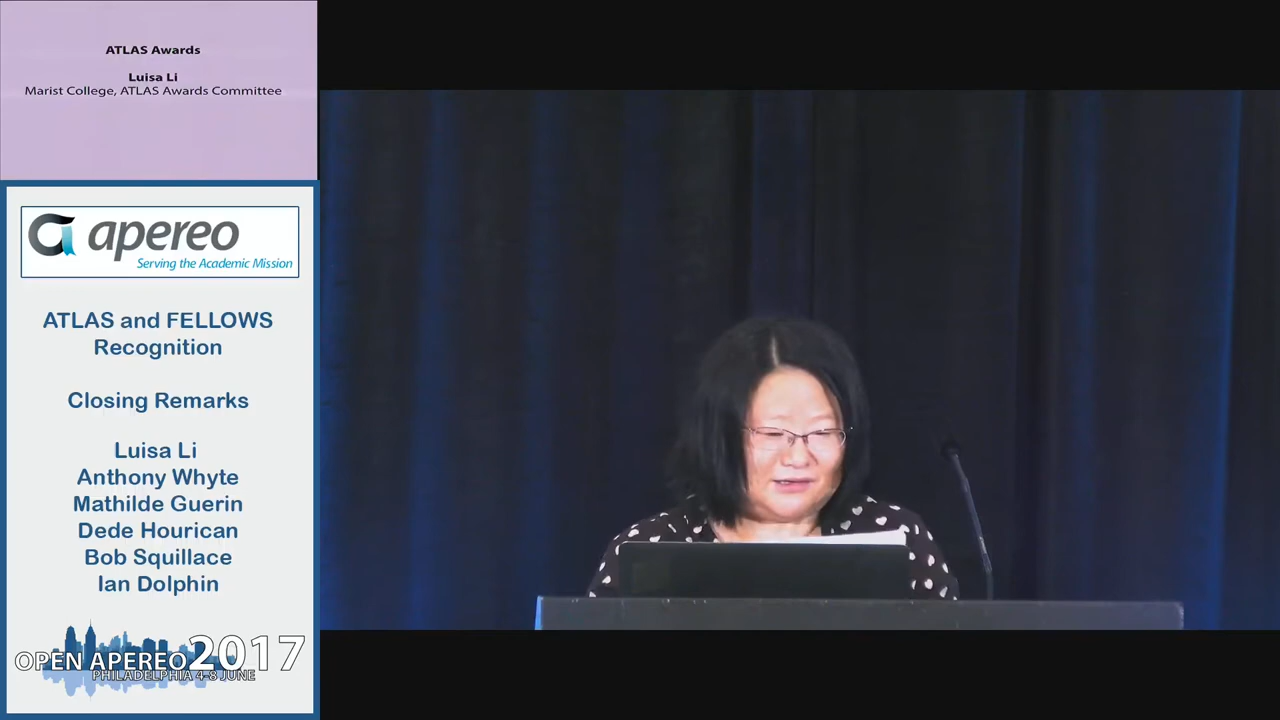 ATLAS Awards
Luisa Li
Marist College, ATLAS Awards Committee
apereo
Serving the Academic Mission
ATLAS and FELLOWS
Recognition
Closing Remarks
Luisa Li
Anthony Whyte
Mathilde Guerin
Dede Hourican
Bob Squillace
Ian Dolphin
OPEN APEREO 2017
PHILADELPHIA 4-8 JUNE